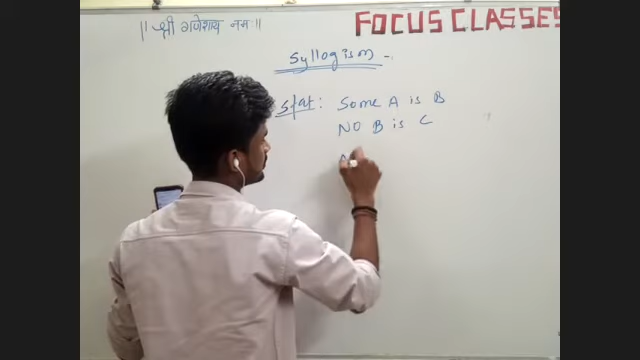 || श्री गणेशाय नमः ||
FOCUS CLASSES
Syllogism -.
Stat : Some A is B
NO B is C
A